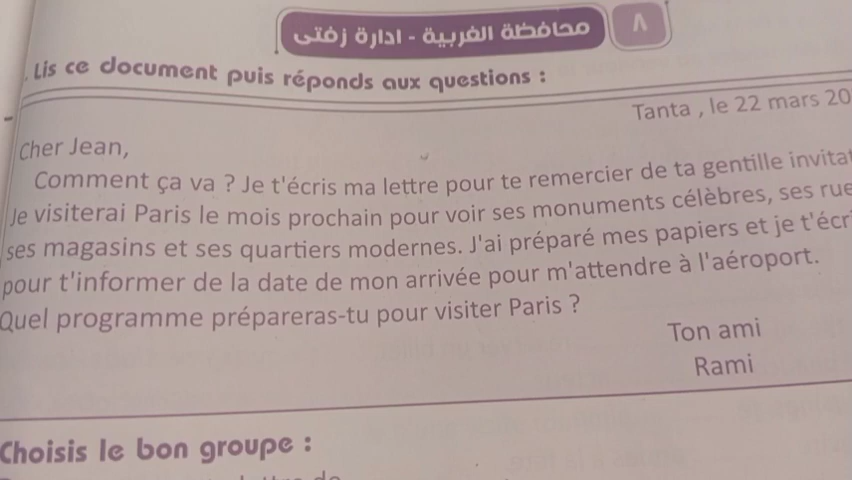 محافظة الغربية - ادارة زفتى
٨
Lis ce document puis réponds aux questions :
Tanta , le 22 mars 20
Cher Jean,
Comment ça va ? Je t'écris ma lettre pour te remercier de ta gentille invitat
Je visiterai Paris le mois prochain pour voir ses monuments célèbres, ses rue
ses magasins et ses quartiers modernes. J'ai préparé mes papiers et je t'écri
pour t'informer de la date de mon arrivée pour m'attendre à l'aéroport.
Quel programme prépareras-tu pour visiter Paris ?
Ton ami
Rami
Choisis le bon groupe :